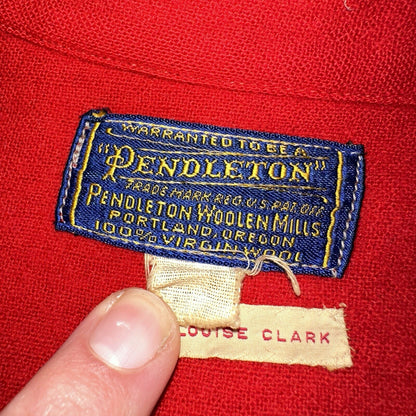 WARRANTED TO BE A
"PENDLETON"
TRADE MARK REG. U.S. PAT. OFF.
PENDLETON WOOLEN MILLS
PORTLAND, OREGON
100% VIRGIN WOOL
LOUISE CLARK